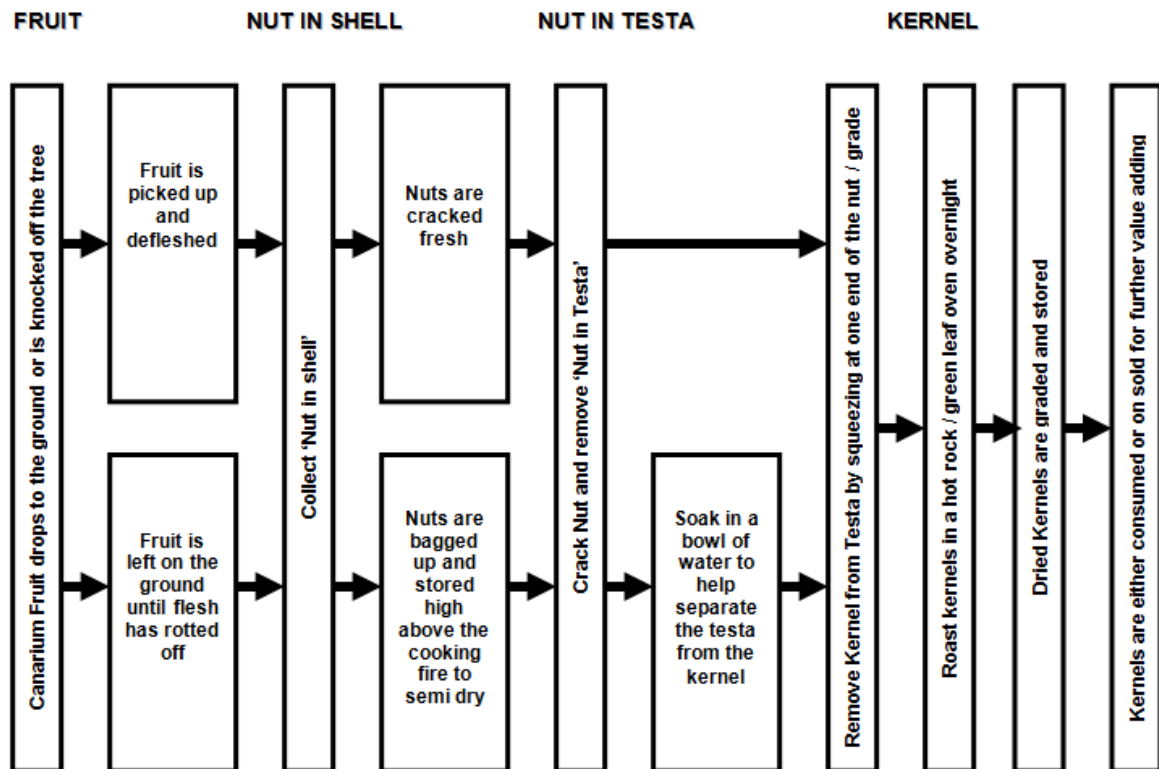 FRUIT
NUT IN SHELL
NUT IN TESTA
KERNEL
Canarium Fruit drops to the ground or is knocked off the tree
Fruit is
picked up
and
defleshed
Fruit is
left on the
ground
until flesh
has rotted
off
Collect ‘Nut in shell’
Nuts are
cracked
fresh
Nuts are
bagged
up and
stored
high
above the
cooking
fire to
semi dry
Crack Nut and remove ‘Nut in Testa’
Soak in a
bowl of
water to
help
separate
the testa
from the
kernel
Remove Kernel from Testa by squeezing at one end of the nut / grade
Roast kernels in a hot rock / green leaf oven overnight
Dried Kernels are graded and stored
Kernels are either consumed or on sold for further value adding